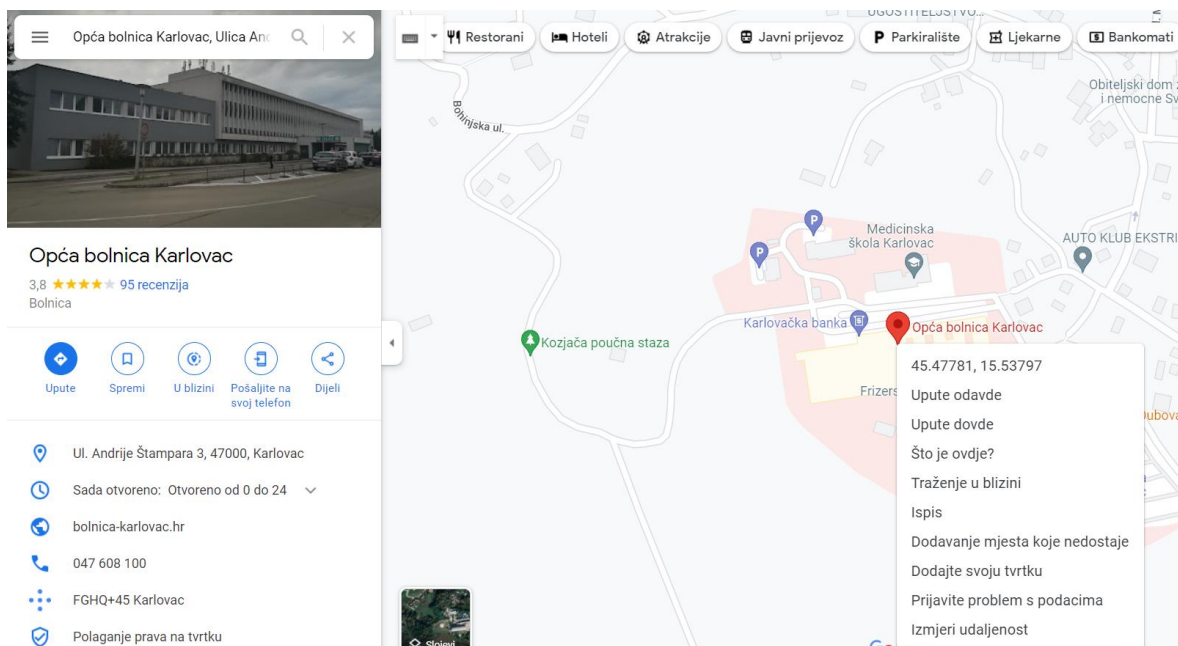 Opća bolnica Karlovac, Ulica And
Restorani
Hoteli
Atrakcije
Javni prijevoz
P Parkiralište
Ljekarne
Bankomati
Opća bolnica Karlovac
3,8 95 recenzija
Bolnica
Upute
Spremi
U blizini
Pošaljite na
svoj telefon
Dijeli
Ul. Andrije Štampara 3, 47000, Karlovac
Sada otvoreno: Otvoreno od 0 do 24
bolnica-karlovac.hr
047 608 100
FGHQ+45 Karlovac
Polaganje prava na tvrtku
UGOSTITELJSTVO...
Obiteljski dom z
i nemoćne Sv
Bohinjska ul.
P
P
Medicinska
škola Karlovac
AUTO KLUB EKSTRI
Karlovačka banka
Opća bolnica Karlovac
Kozjača poučna staza
Frizers
Dubova
45.47781, 15.53797
Upute odavde
Upute dovde
Što je ovdje?
Traženje u blizini
Ispis
Dodavanje mjesta koje nedostaje
Dodajte svoju tvrtku
Prijavite problem s podacima
Izmjeri udaljenost
Slojevi